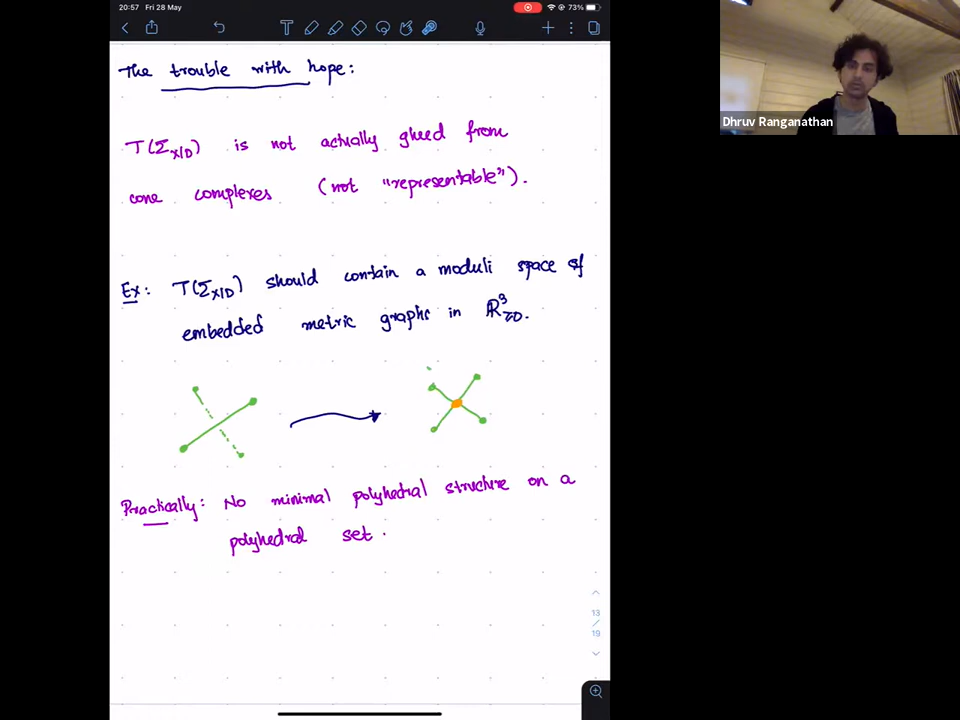 20:57 Fri 28 May
73%
The trouble with hope:
Dhruv Ranganathan
T(Σ_{X|D}) is not actually glued from
cone complexes (not "representable").
Ex: T(Σ_{X|D}) should contain a moduli space of
embedded metric graphs in ℝ³_{≥0}.
Practically: No minimal polyhedral structure on a
polyhedral set.
13
/
19